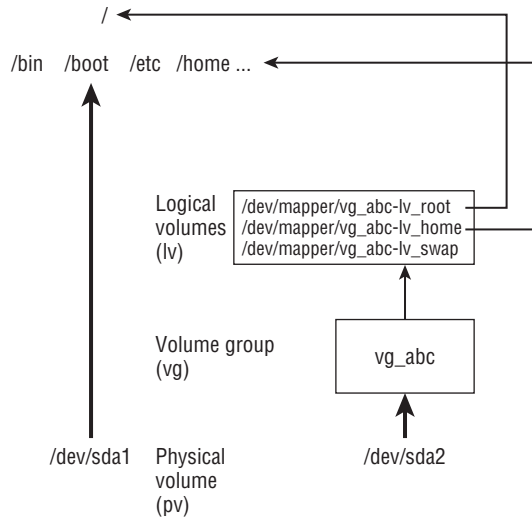 /
/bin /boot /etc /home ...
Logical
volumes
(lv)
/dev/mapper/vg_abc-lv_root
/dev/mapper/vg_abc-lv_home
/dev/mapper/vg_abc-lv_swap
Volume group
(vg)
vg_abc
/dev/sda1
Physical
volume
(pv)
/dev/sda2